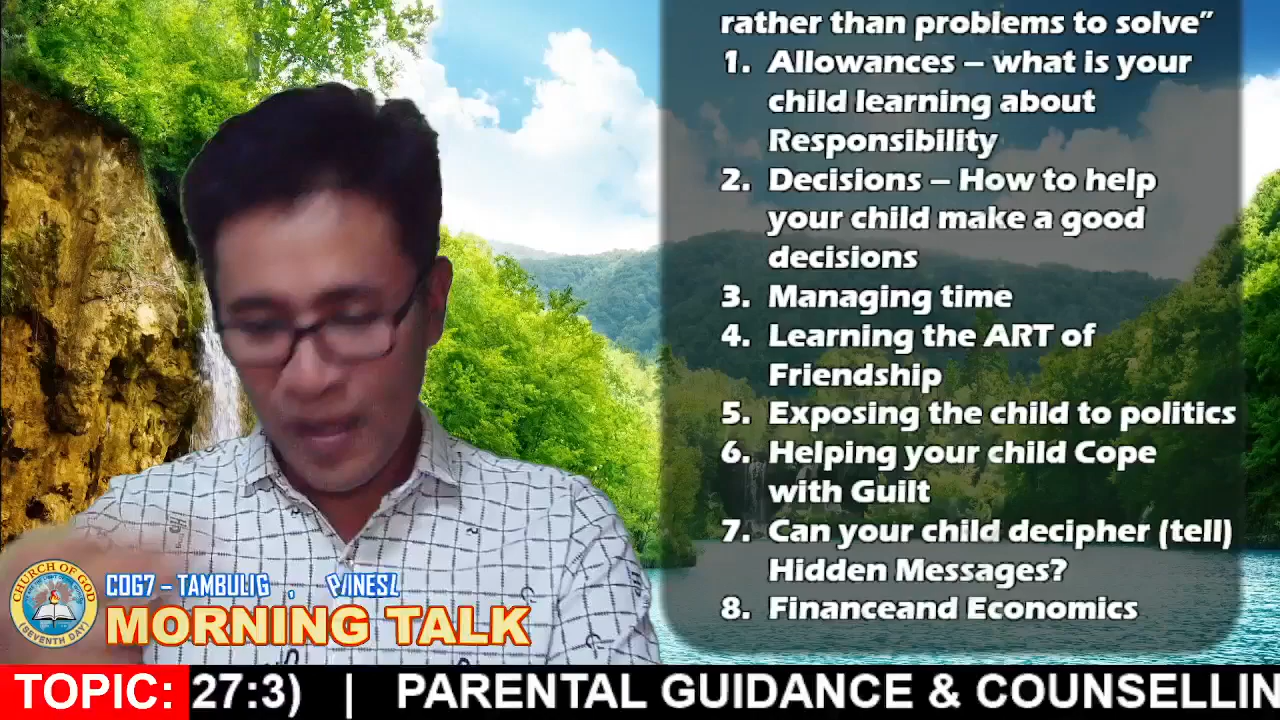 rather than problems to solve”
1. Allowances – what is your
child learning about
Responsibility
2. Decisions – How to help
your child make a good
decisions
3. Managing time
4. Learning the ART of
Friendship
5. Exposing the child to politics
6. Helping your child Cope
with Guilt
7. Can your child decipher (tell)
Hidden Messages?
8. Financeand Economics
CHURCH OF GOD
(SEVENTH DAY)
COG7 - TAMBULIG ,
MORNING TALK
TOPIC: 27:3) | PARENTAL GUIDANCE & COUNSELLIN